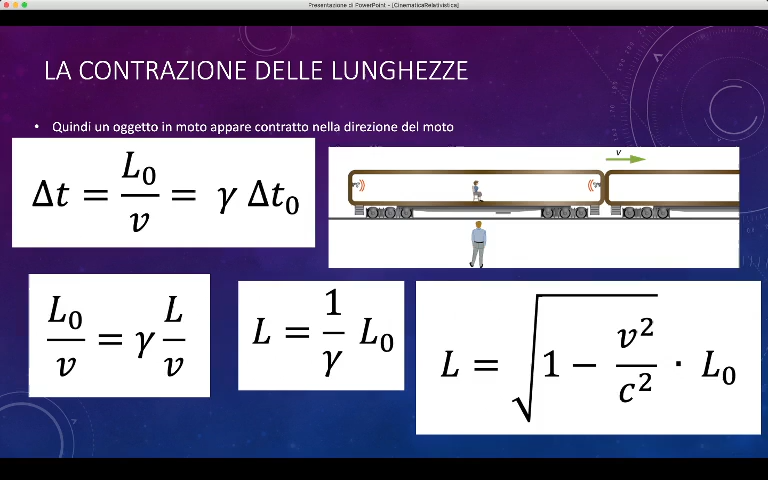 Presentazione di PowerPoint - [CinematicaRelativistica]
LA CONTRAZIONE DELLE LUNGHEZZE
• Quindi un oggetto in moto appare contratto nella direzione del moto
Δt = L₀/v = γ Δt₀
v
L₀/v = γ L/v
L = 1/γ L₀
L = √(1 − v²/c²) · L₀